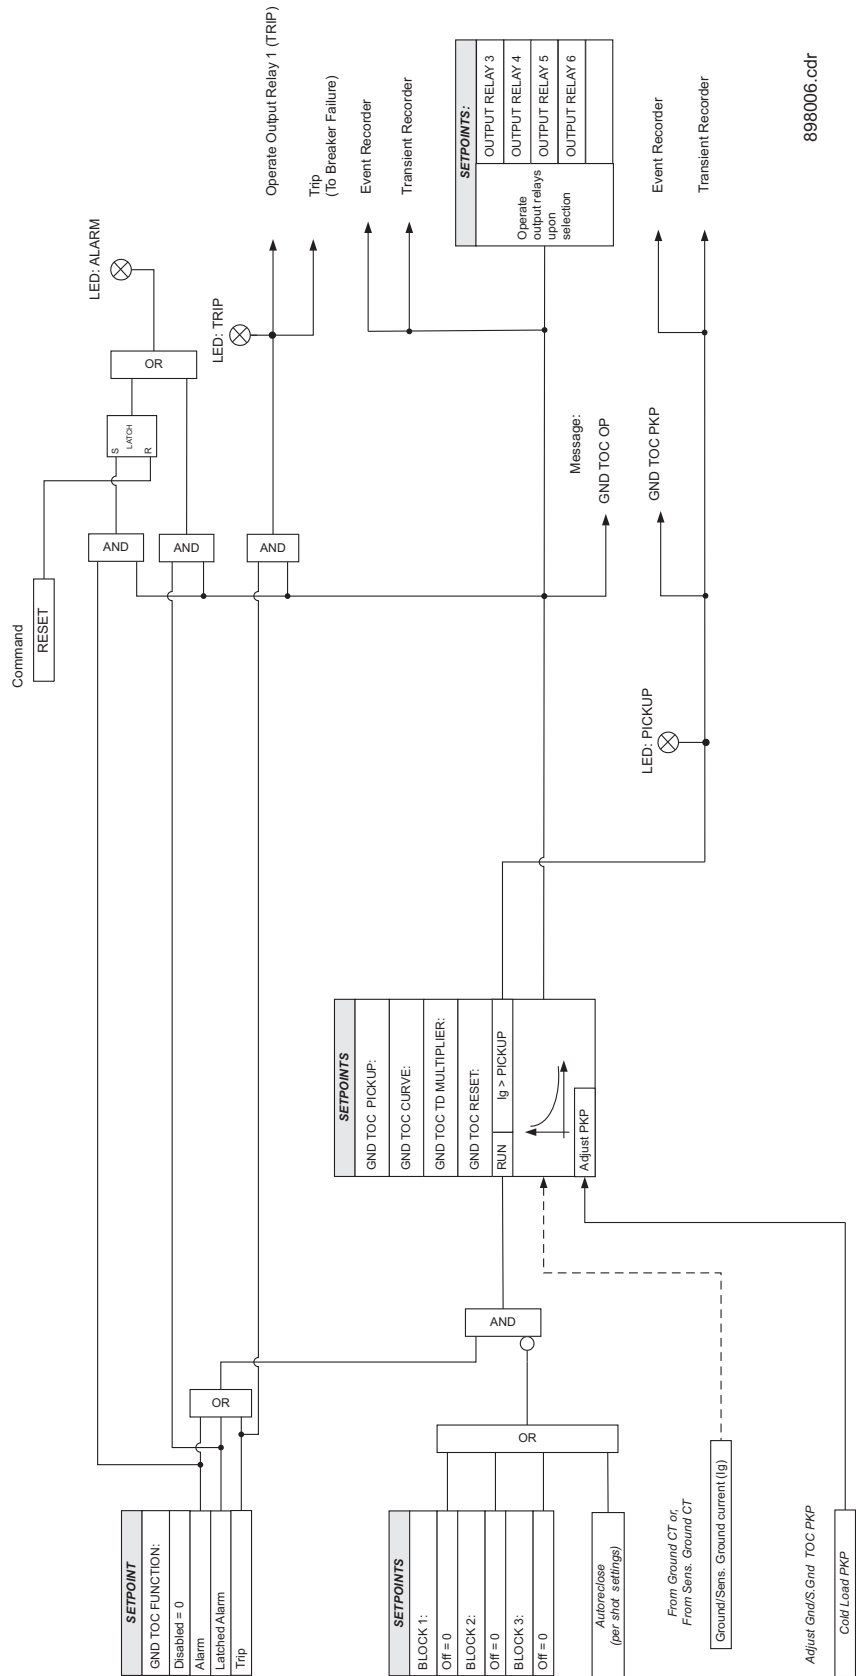 SETPOINT
GND TOC FUNCTION:
Disabled = 0
Alarm
Latched Alarm
Trip
OR
SETPOINTS
BLOCK 1:
Off = 0
BLOCK 2:
Off = 0
BLOCK 3:
Off = 0
Autoreclose
(per shot settings)
OR
AND
From Ground CT or,
From Sens. Ground CT
Ground/Sens. Ground current (Ig)
Adjust Gnd/S.Gnd TOC PKP
Cold Load PKP
SETPOINTS
GND TOC PICKUP:
GND TOC CURVE:
GND TOC TD MULTIPLIER:
GND TOC RESET:
RUN
Ig > PICKUP
Adjust PKP
Command
RESET
AND
AND
AND
S
LATCH
R
OR
LED: ALARM
LED: TRIP
LED: PICKUP
Operate Output Relay 1 (TRIP)
Trip
(To Breaker Failure)
Event Recorder
Transient Recorder
SETPOINTS:
Operate
output relays
upon
selection
OUTPUT RELAY 3
OUTPUT RELAY 4
OUTPUT RELAY 5
OUTPUT RELAY 6
Message:
GND TOC OP
GND TOC PKP
Event Recorder
Transient Recorder
898006.cdr